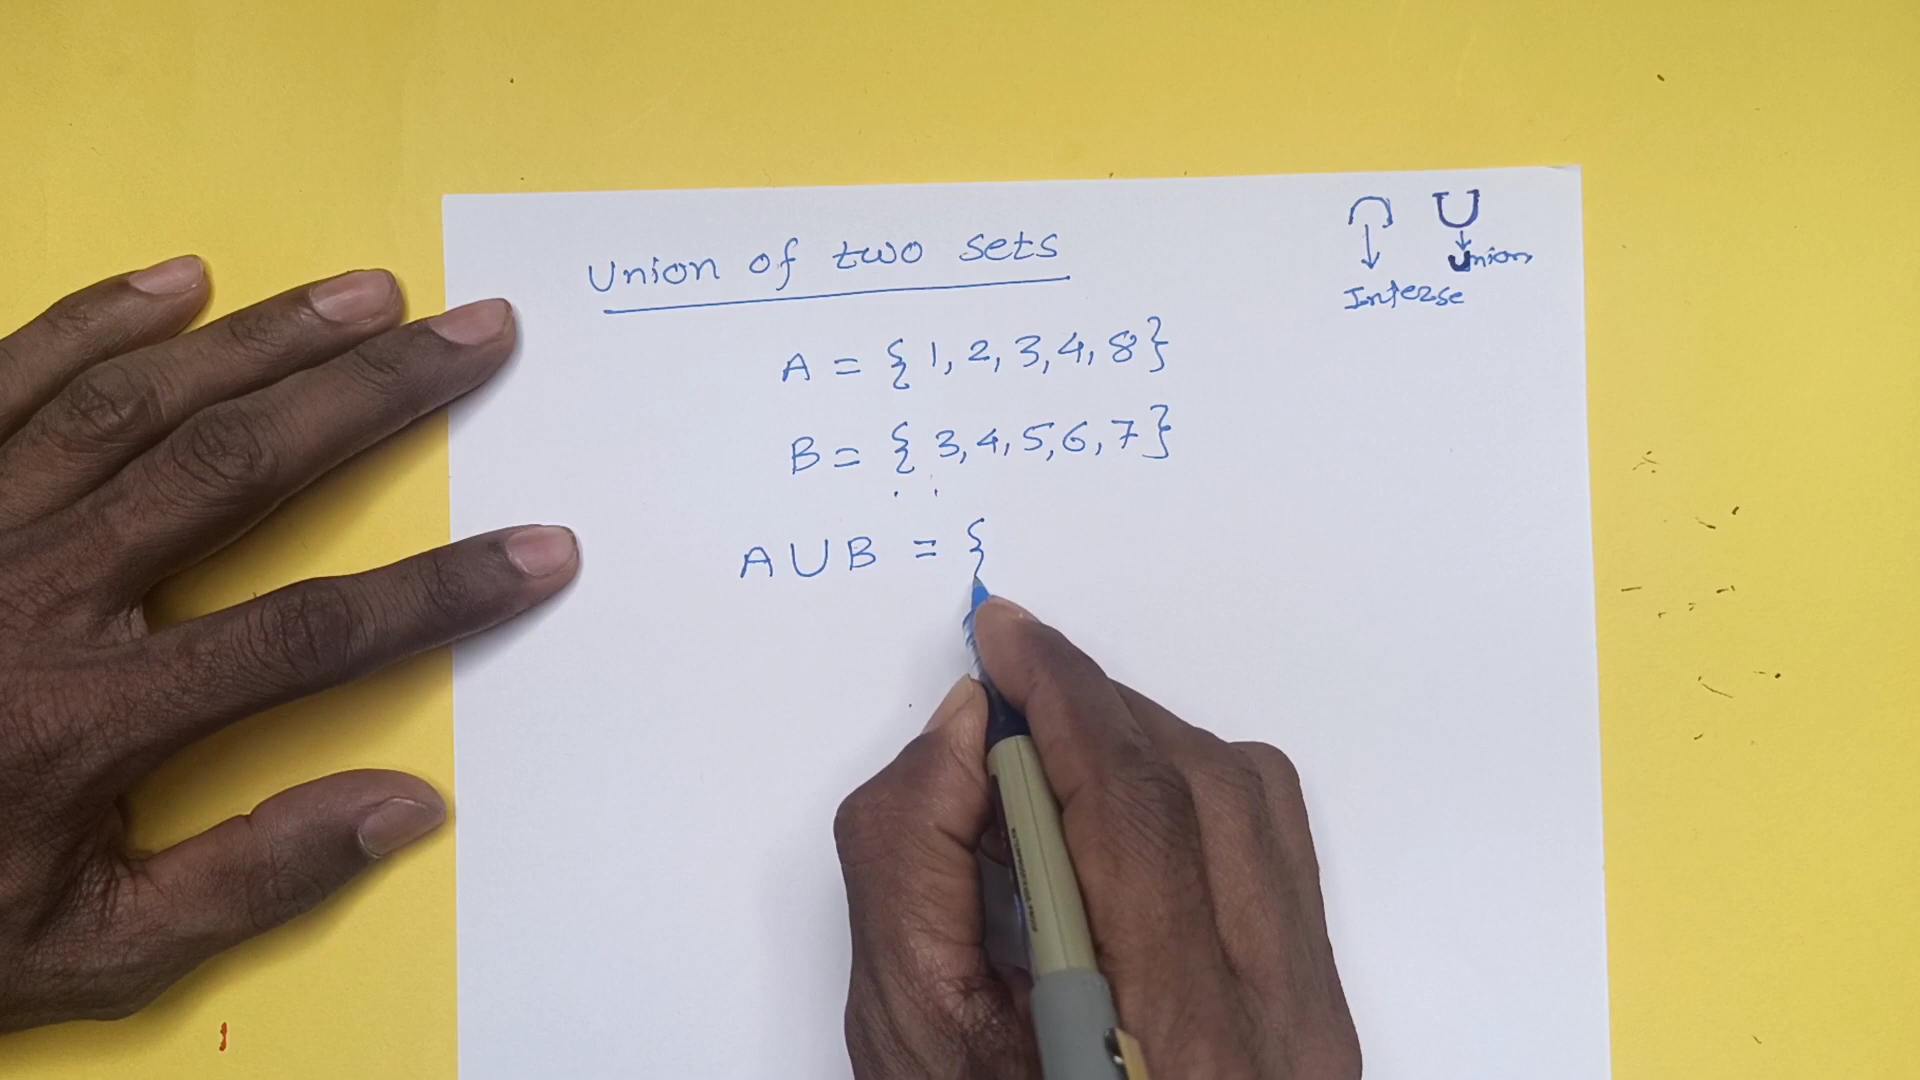 Union of two sets
A = { 1, 2, 3, 4, 8}
B = { 3, 4, 5, 6, 7}
A ∪ B = {
∩ ∪
↓ ↓
Union
Interse